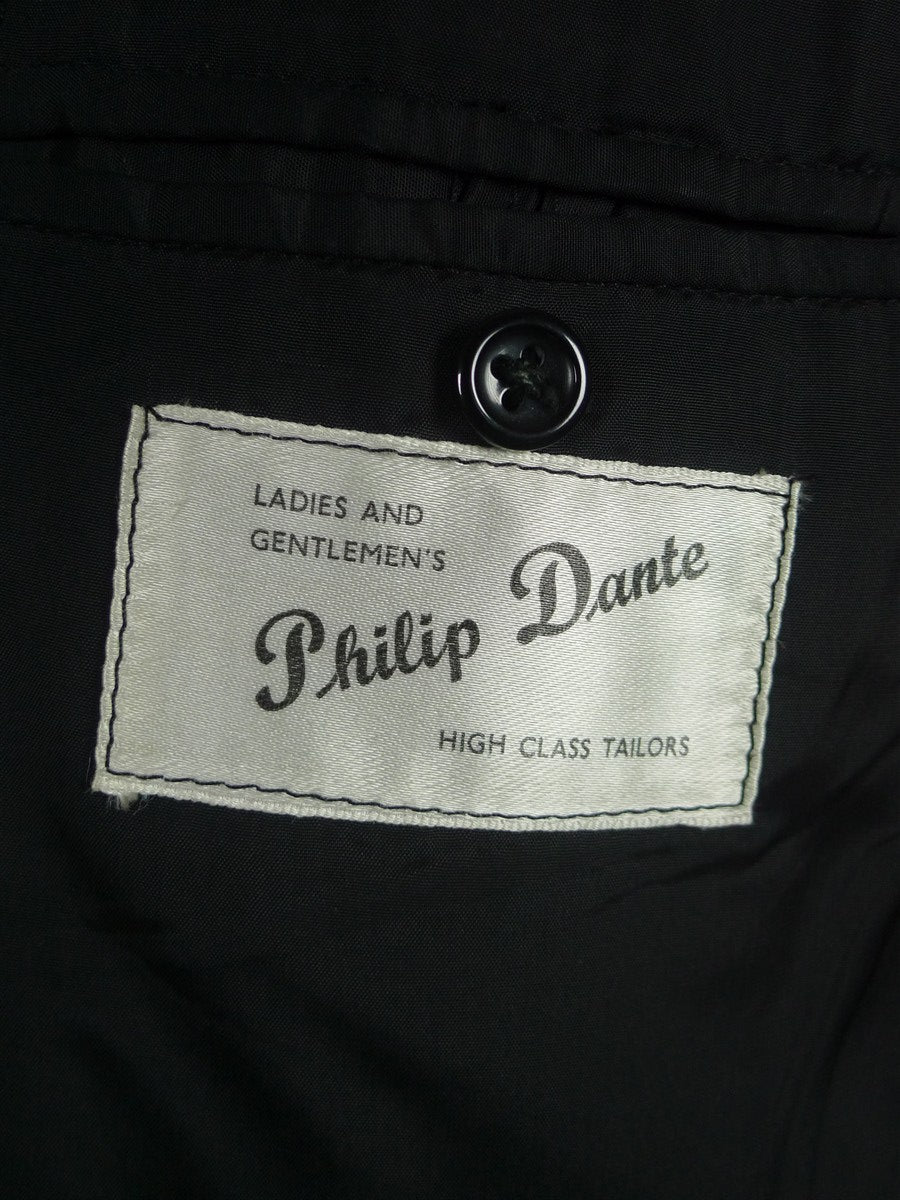 LADIES AND
GENTLEMEN'S
Philip Dante
HIGH CLASS TAILORS